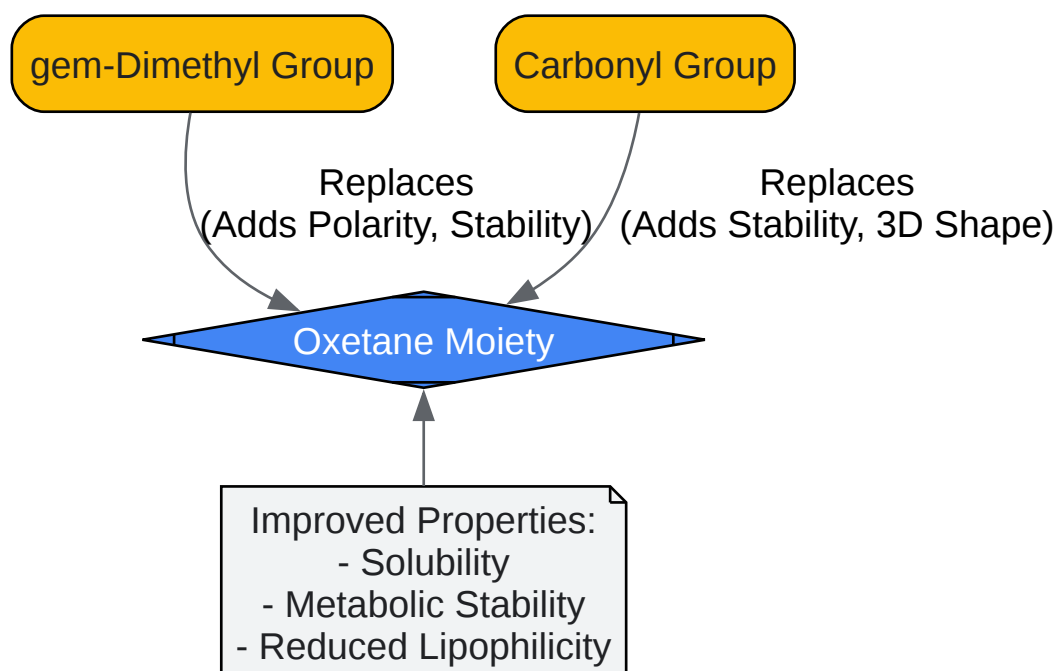 gem-Dimethyl Group
Carbonyl Group
Replaces
(Adds Polarity, Stability)
Replaces
(Adds Stability, 3D Shape)
Oxetane Moiety
Improved Properties:
- Solubility
- Metabolic Stability
- Reduced Lipophilicity